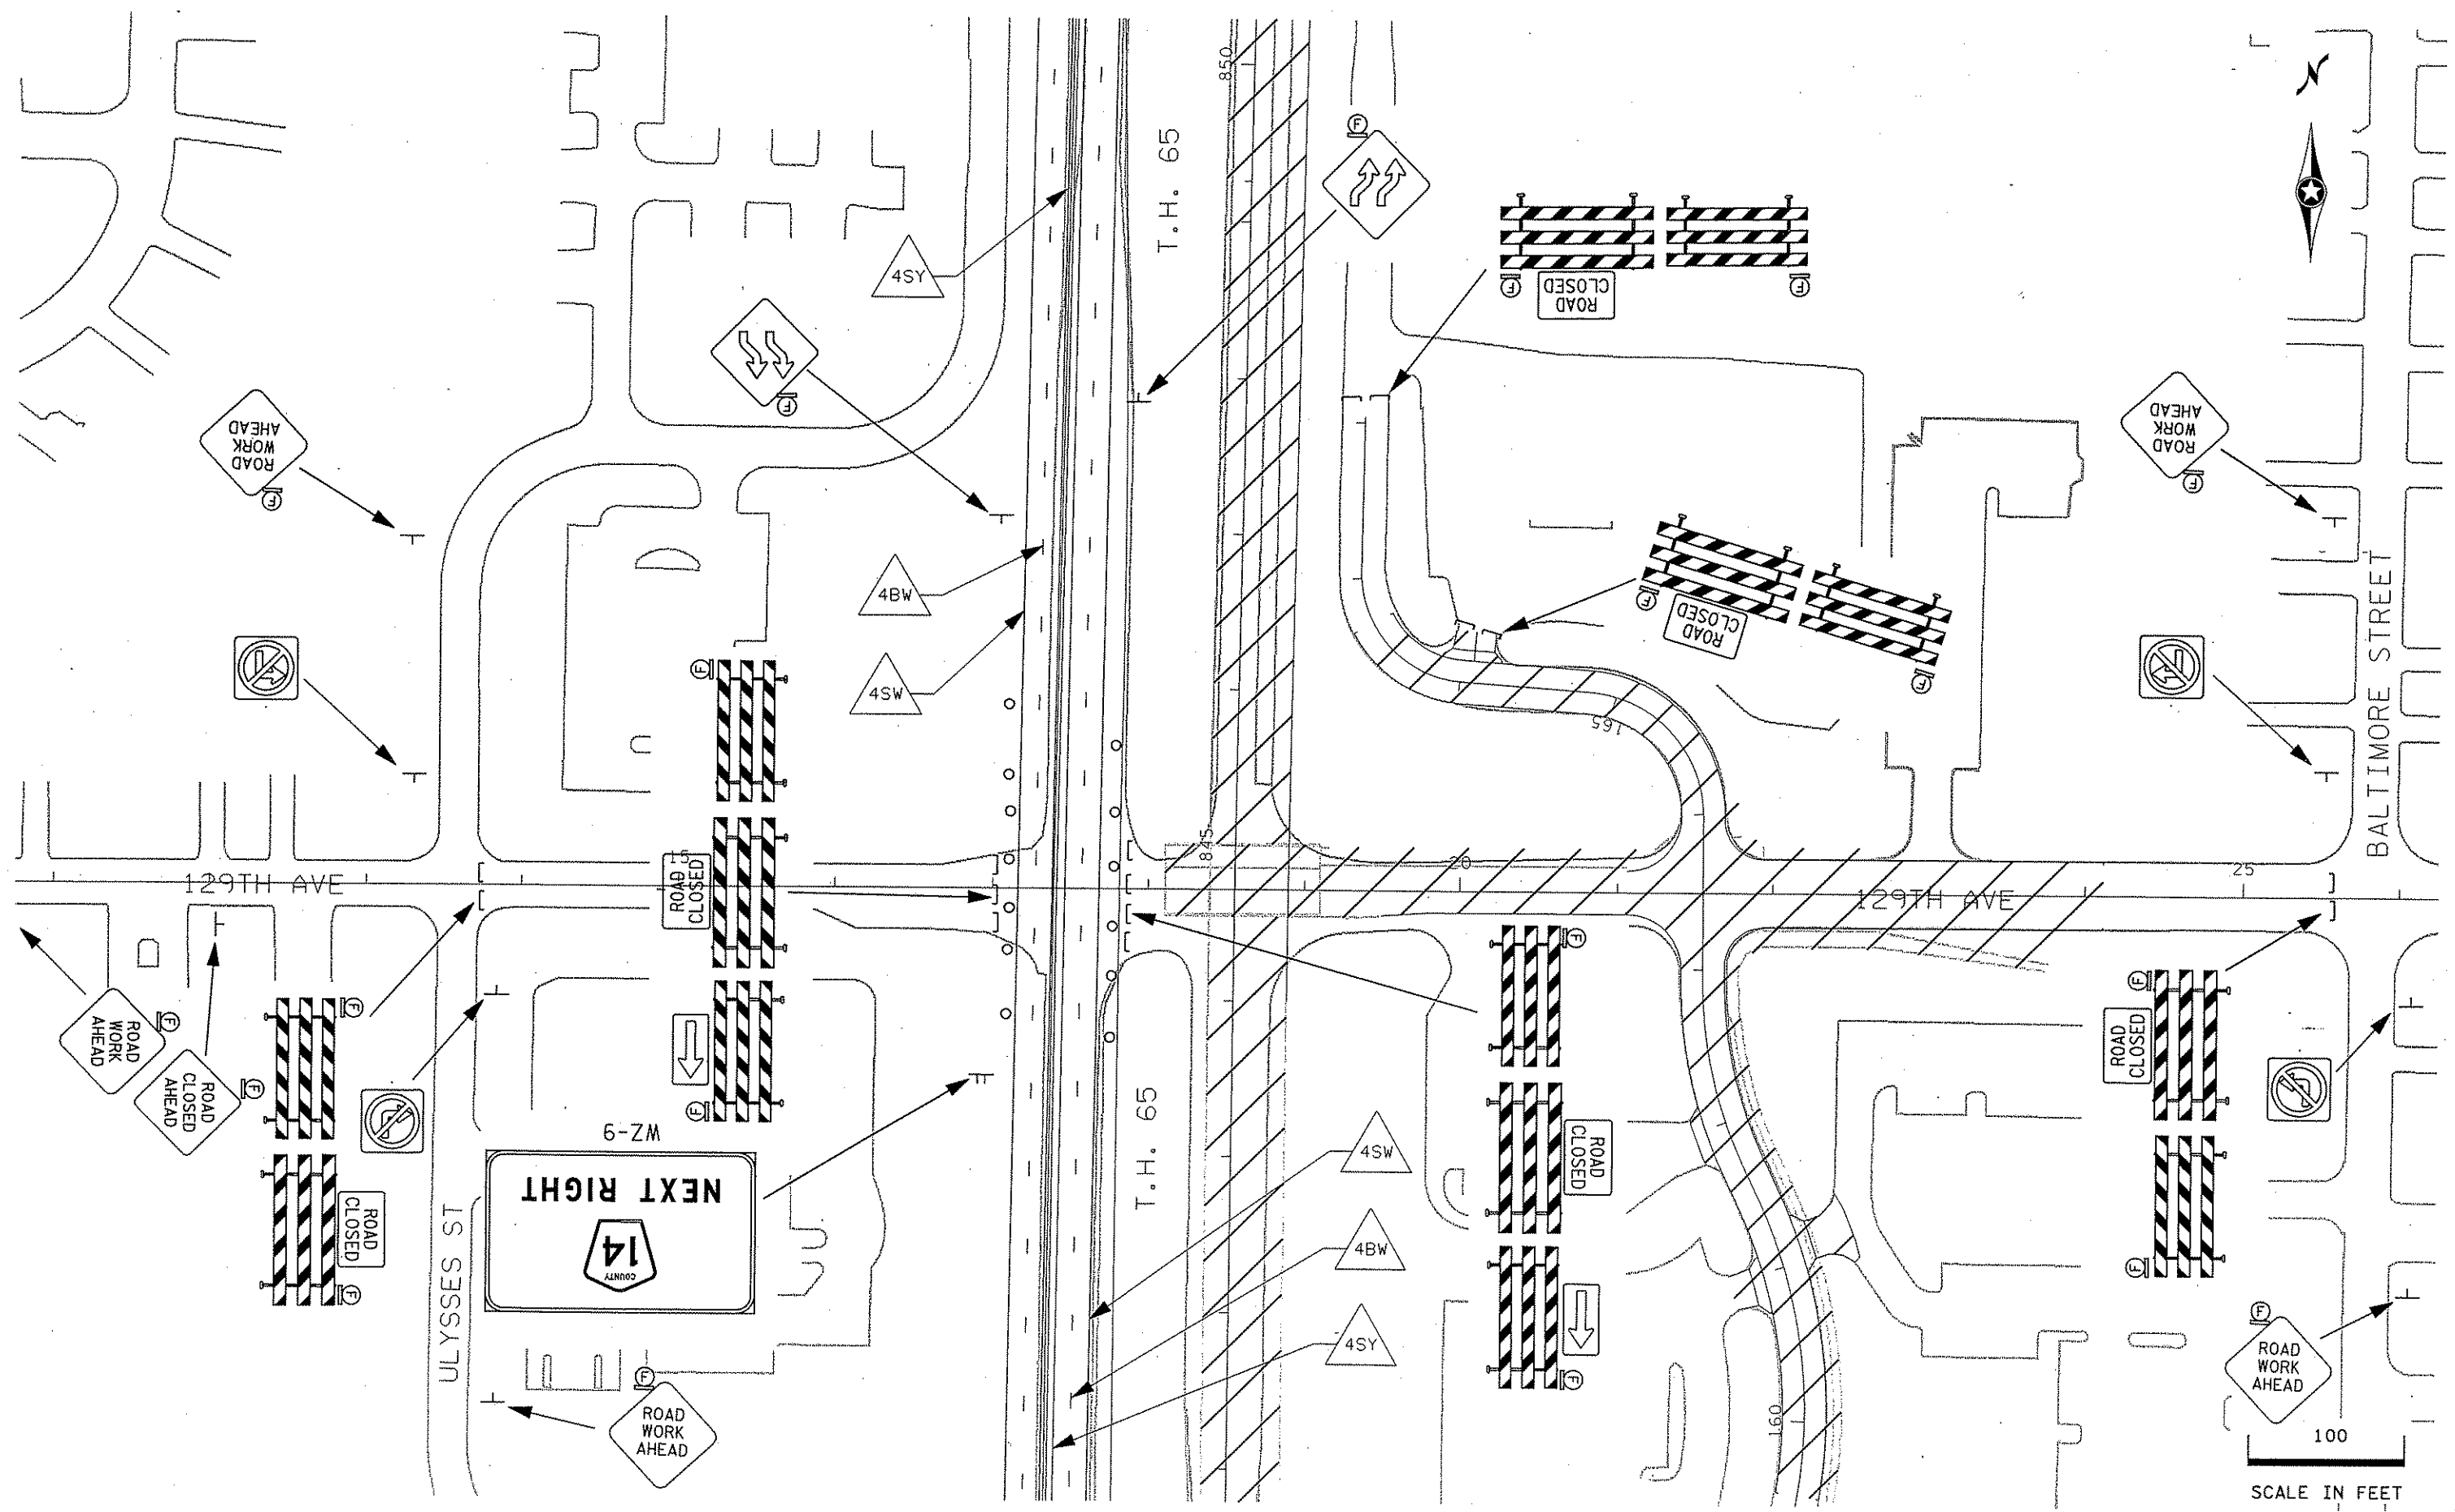 N
850
T.H. 65
F
F
F
F
ROAD
CLOSED
4SY
F
ROAD
WORK
AHEAD
F
ROAD
WORK
AHEAD
F
4BW
F
ROAD
CLOSED
F
BALTIMORE STREET
4SW
F
165
845
15
ROAD
CLOSED
20
25
129TH AVE
129TH AVE
F
F
F
ROAD
WORK
AHEAD
F
ROAD
CLOSED
AHEAD
F
F
ROAD
CLOSED
F
T.H. 65
F
WZ-9
4SW
ROAD
CLOSED
NEXT RIGHT
COUNTY
14
ROAD
CLOSED
F
ULYSSES ST
4BW
F
4SY
F
F
ROAD
WORK
AHEAD
F
ROAD
WORK
AHEAD
160
100
SCALE IN FEET